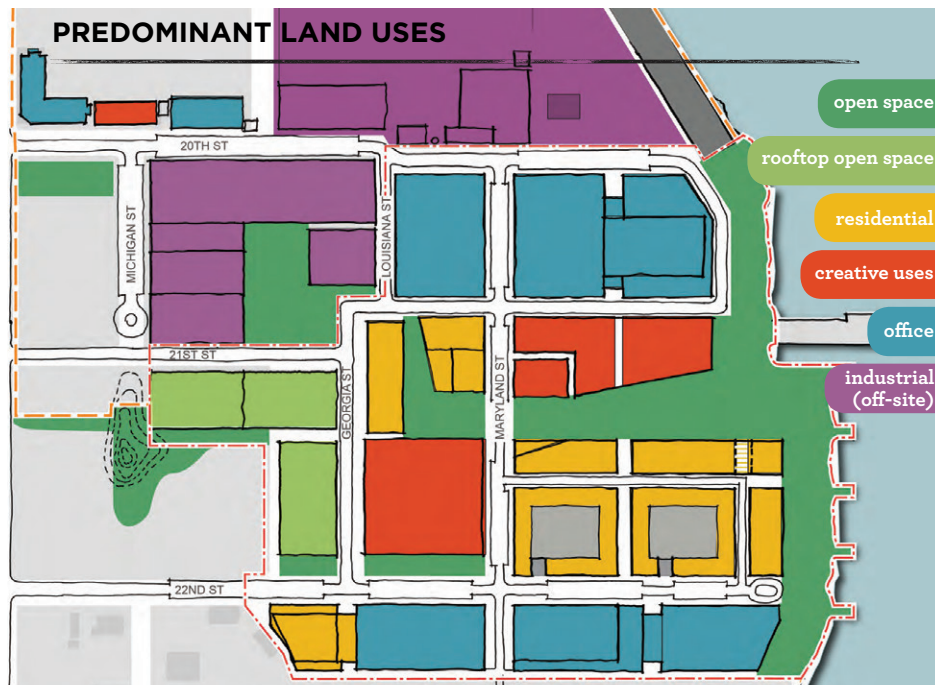 PREDOMINANT LAND USES
open space
20TH ST
rooftop open space
MICHIGAN ST
LOUISIANA ST
residential
creative uses
office
21ST ST
GEORGIA ST
MARYLAND ST
industrial
(off-site)
22ND ST